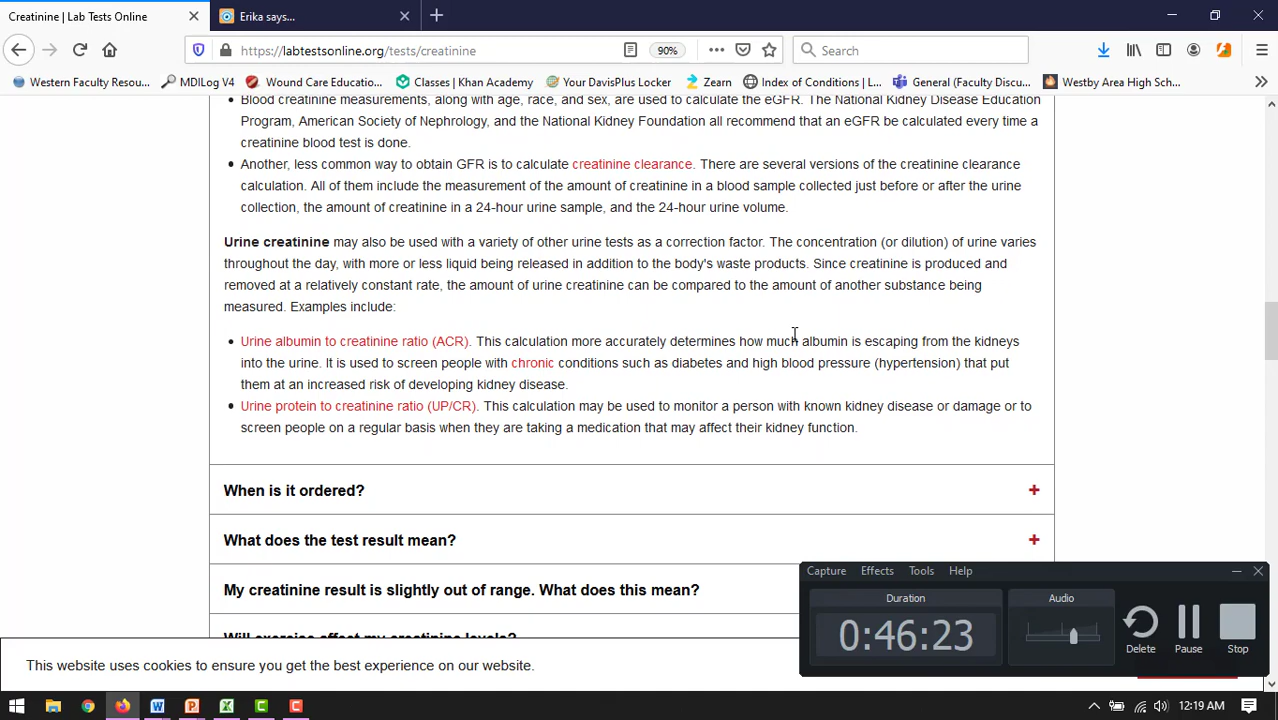 Creinine | Lab Tests Online
Erika says...
https://labtestsonline.org/tests/creatinine
90%
Search
Western Faculty Resou...
MDILog V4
Wound Care Educatio...
Classes | Khan Academy
Your DavisPlus Locker
Zearn
Index of Conditions | L...
General (Faculty Discu...
Westby Area High Sch...
Blood creatinine measurements, along with age, race, and sex, are used to calculate the eGFR. The National Kidney Disease Education
Program, American Society of Nephrology, and the National Kidney Foundation all recommend that an eGFR be calculated every time a
creatinine blood test is done.
Another, less common way to obtain GFR is to calculate creatinine clearance. There are several versions of the creatinine clearance
calculation. All of them include the measurement of the amount of creatinine in a blood sample collected just before or after the urine
collection, the amount of creatinine in a 24-hour urine sample, and the 24-hour urine volume.
Urine creatinine may also be used with a variety of other urine tests as a correction factor. The concentration (or dilution) of urine varies
throughout the day, with more or less liquid being released in addition to the body's waste products. Since creatinine is produced and
removed at a relatively constant rate, the amount of urine creatinine can be compared to the amount of another substance being
measured. Examples include:
Urine albumin to creatinine ratio (ACR). This calculation more accurately determines how much albumin is escaping from the kidneys
into the urine. It is used to screen people with chronic conditions such as diabetes and high blood pressure (hypertension) that put
them at an increased risk of developing kidney disease.
Urine protein to creatinine ratio (UP/CR). This calculation may be used to monitor a person with known kidney disease or damage or to
screen people on a regular basis when they are taking a medication that may affect their kidney function.
When is it ordered?
What does the test result mean?
My creatinine result is slightly out of range. What does this mean?
Will exercise affect my creatinine levels?
This website uses cookies to ensure you get the best experience on our website.
Capture Effects Tools Help
Duration
Audio
0:46:23
Delete
Pause
Stop
12:19 AM